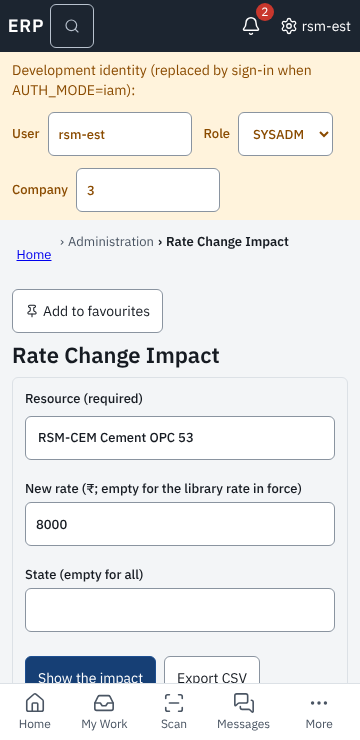 ERP
2
rsm-est
Development identity (replaced by sign-in when
AUTH_MODE=iam):
User
rsm-est
Role
SYSADM
Company
3
Home
› Administration › Rate Change Impact
Add to favourites
Rate Change Impact
Resource (required)
RSM-CEM Cement OPC 53
New rate (₹; empty for the library rate in force)
8000
State (empty for all)
Show the impact
Export CSV
Home
My Work
Scan
Messages
More